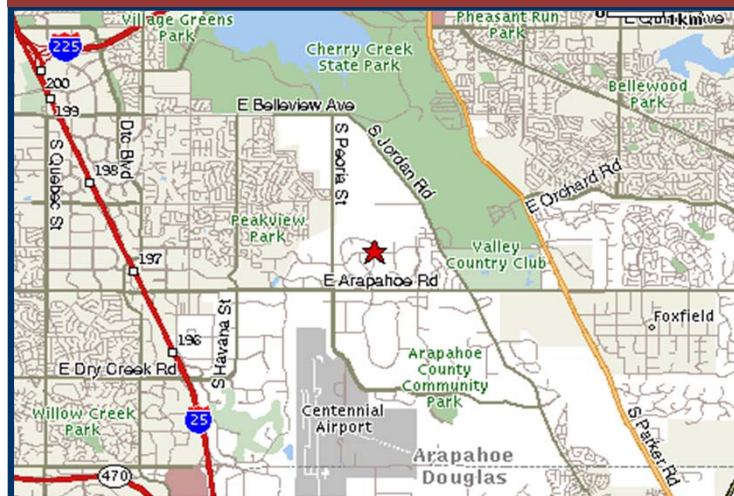 Village Greens
Park
Pheasant Run
Park
1km
225
Cherry Creek
State Park
Bellewood
Park
200
199
E Belleview Ave
Dtc Blvd
S Quebec St
S Peoria St
S Jordan Rd
198
E Orchard Rd
Peakview
Park
Valley
Country Club
197
E Arapahoe Rd
Foxfield
196
S Havana St
E Dry Creek Rd
Arapahoe
County
Community
Park
Willow Creek
Park
25
Centennial
Airport
S Parker Rd
Arapahoe
Douglas
470